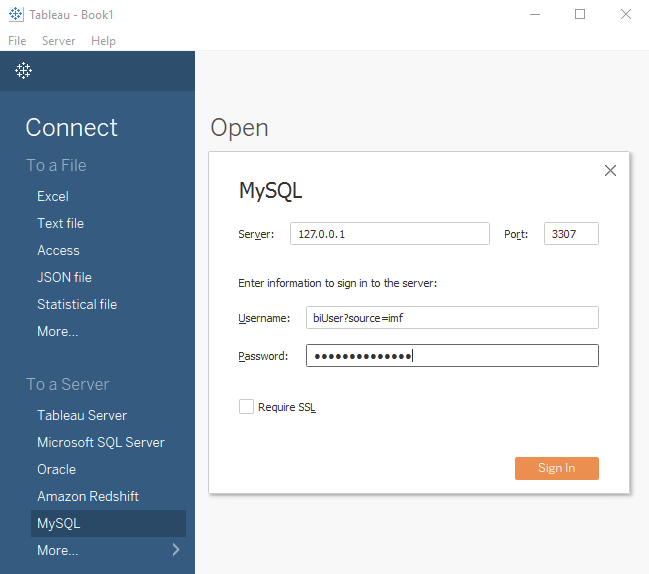 Tableau - Book1
File Server Help
Connect
To a File
Excel
Text file
Access
JSON file
Statistical file
More...
To a Server
Tableau Server
Microsoft SQL Server
Oracle
Amazon Redshift
MySQL
More...
Open
MySQL
Server: 127.0.0.1 Port: 3307
Enter information to sign in to the server:
Username: biUser?source=imf
Password: ●●●●●●●●●●●●●●
Require SSL
Sign In